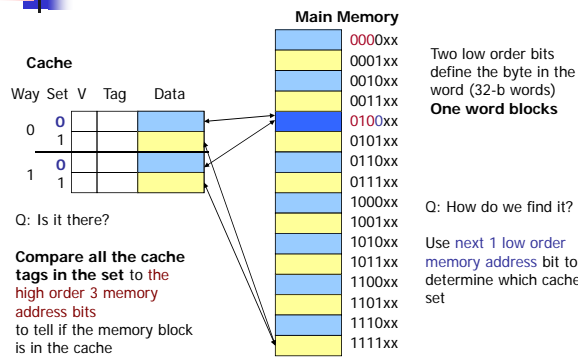 Main Memory
Cache
Way Set V Tag Data
0 0
1
1 0
1
0000xx
0001xx
0010xx
0011xx
0100xx
0101xx
0110xx
0111xx
1000xx
1001xx
1010xx
1011xx
1100xx
1101xx
1110xx
1111xx
Two low order bits
define the byte in the
word (32-b words)
One word blocks
Q: Is it there?
Compare all the cache
tags in the set to the
high order 3 memory
address bits
to tell if the memory block
is in the cache
Q: How do we find it?
Use next 1 low order
memory address bit to
determine which cache
set